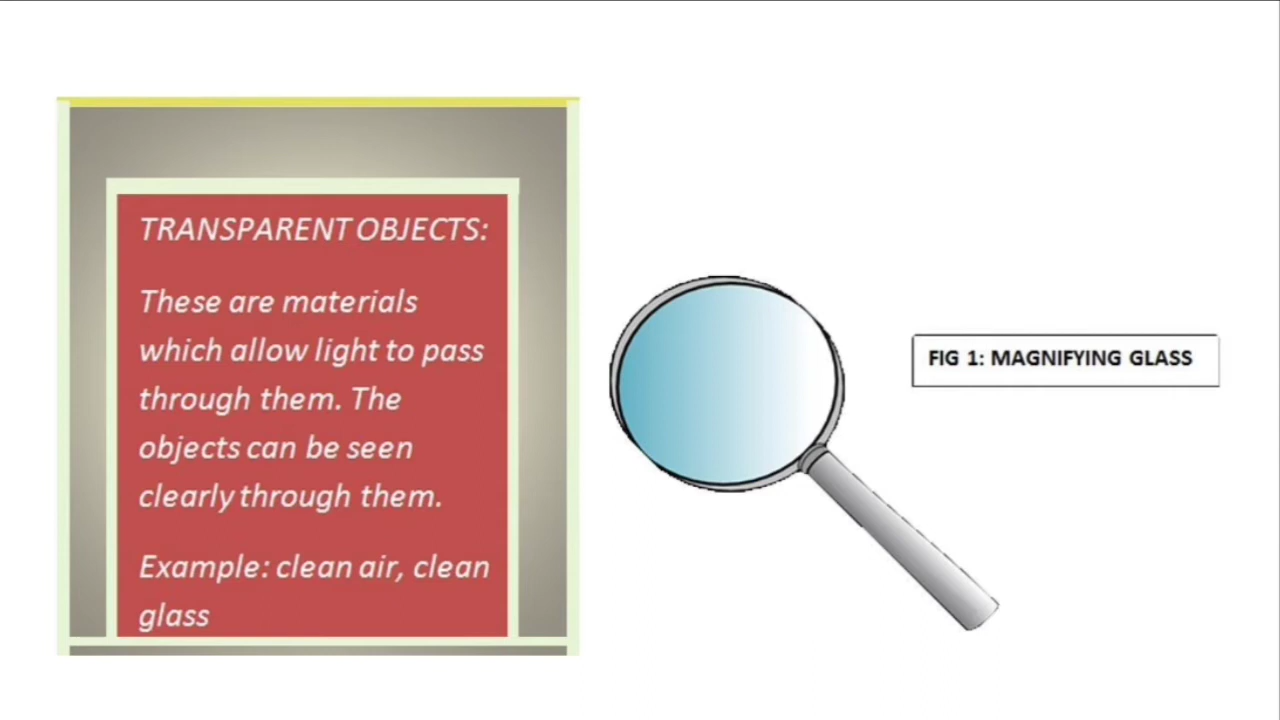 TRANSPARENT OBJECTS:
These are materials
which allow light to pass
through them. The
objects can be seen
clearly through them.
Example: clean air, clean
glass
FIG 1: MAGNIFYING GLASS